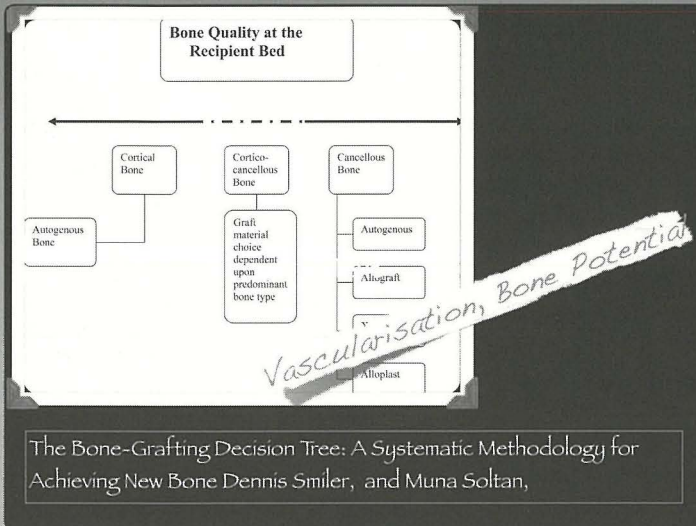 Bone Quality at the
Recipient Bed
Cortical
Bone
Cortico-
cancellous
Bone
Cancellous
Bone
Autogenous
Bone
Graft
material
choice
dependent
upon
predominant
bone type
Autogenous
Allograft
Alloplast
Vascularisation, Bone Potential
The Bone-Grafting Decision Tree: A Systematic Methodology for
Achieving New Bone Dennis Smiler, and Muna Soltan,